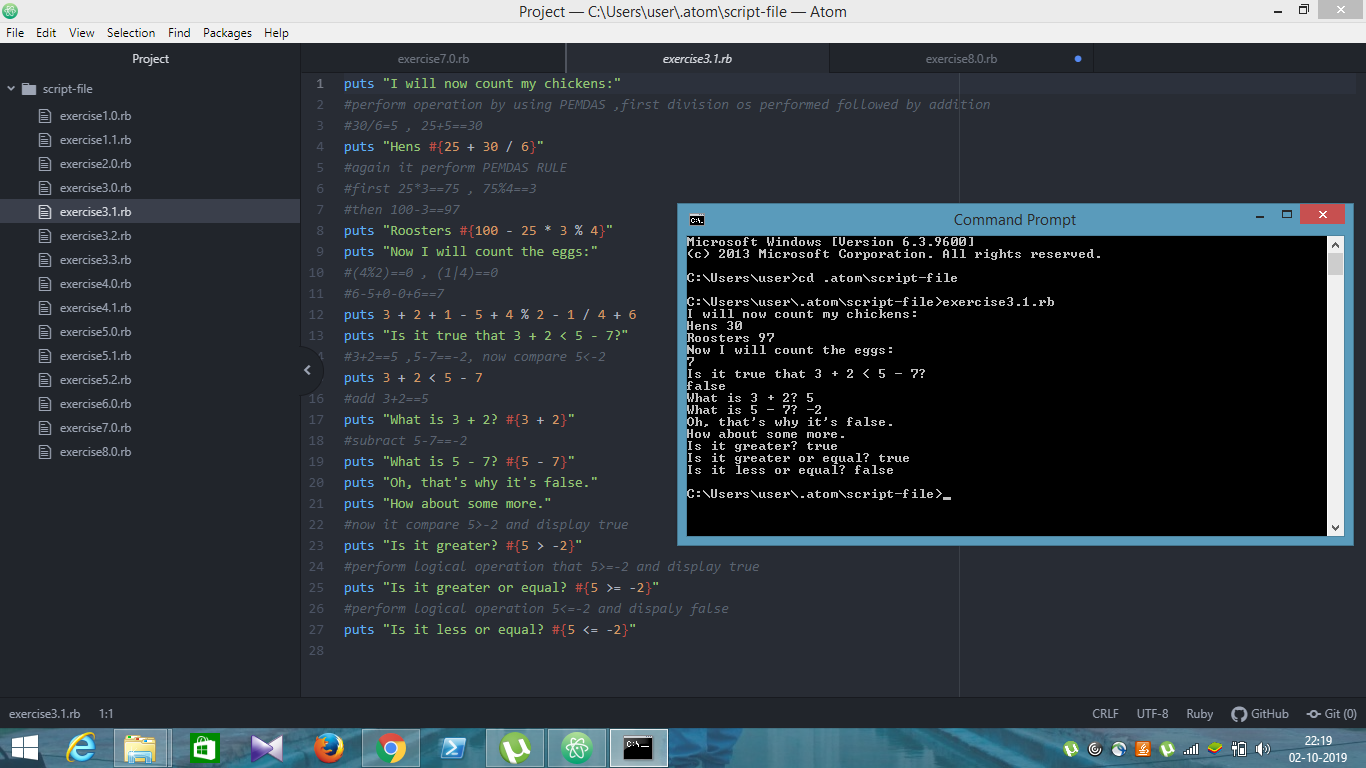 Project — C:\Users\user\.atom\script-file — Atom
File Edit View Selection Find Packages Help
Project
script-file
exercise1.0.rb
exercise1.1.rb
exercise2.0.rb
exercise3.0.rb
exercise3.1.rb
exercise3.2.rb
exercise3.3.rb
exercise4.0.rb
exercise4.1.rb
exercise5.0.rb
exercise5.1.rb
exercise5.2.rb
exercise6.0.rb
exercise7.0.rb
exercise8.0.rb
exercise7.0.rb exercise3.1.rb exercise8.0.rb
1 puts "I will now count my chickens:"
2 #perform operation by using PEMDAS ,first division os performed followed by addition
3 #30/6=5 , 25+5==30
4 puts "Hens #{25 + 30 / 6}"
5 #again it perform PEMDAS RULE
6 #first 25*3==75 , 75%4==3
7 #then 100-3==97
8 puts "Roosters #{100 - 25 * 3 % 4}"
9 puts "Now I will count the eggs:"
10 #(4%2)==0 , (1|4)==0
11 #6-5+0-0+6==7
12 puts 3 + 2 + 1 - 5 + 4 % 2 - 1 / 4 + 6
13 puts "Is it true that 3 + 2 < 5 - 7?"
14 #3+2==5 ,5-7==-2, now compare 5<-2
15 puts 3 + 2 < 5 - 7
16 #add 3+2==5
17 puts "What is 3 + 2? #{3 + 2}"
18 #subract 5-7==-2
19 puts "What is 5 - 7? #{5 - 7}"
20 puts "Oh, that's why it's false."
21 puts "How about some more."
22 #now it compare 5>-2 and display true
23 puts "Is it greater? #{5 > -2}"
24 #perform logical operation that 5>=-2 and display true
25 puts "Is it greater or equal? #{5 >= -2}"
26 #perform logical operation 5<=-2 and dispaly false
27 puts "Is it less or equal? #{5 <= -2}"
28
Command Prompt
Microsoft Windows [Version 6.3.9600]
(c) 2013 Microsoft Corporation. All rights reserved.
C:\Users\user>cd .atom\script-file
C:\Users\user\.atom\script-file>exercise3.1.rb
I will now count my chickens:
Hens 30
Roosters 97
Now I will count the eggs:
7
Is it true that 3 + 2 < 5 - 7?
false
What is 3 + 2? 5
What is 5 - 7? -2
Oh, that's why it's false.
How about some more.
Is it greater? true
Is it greater or equal? true
Is it less or equal? false
C:\Users\user\.atom\script-file>_
exercise3.1.rb 1:1 CRLF UTF-8 Ruby GitHub Git (0)
22:19
02-10-2019